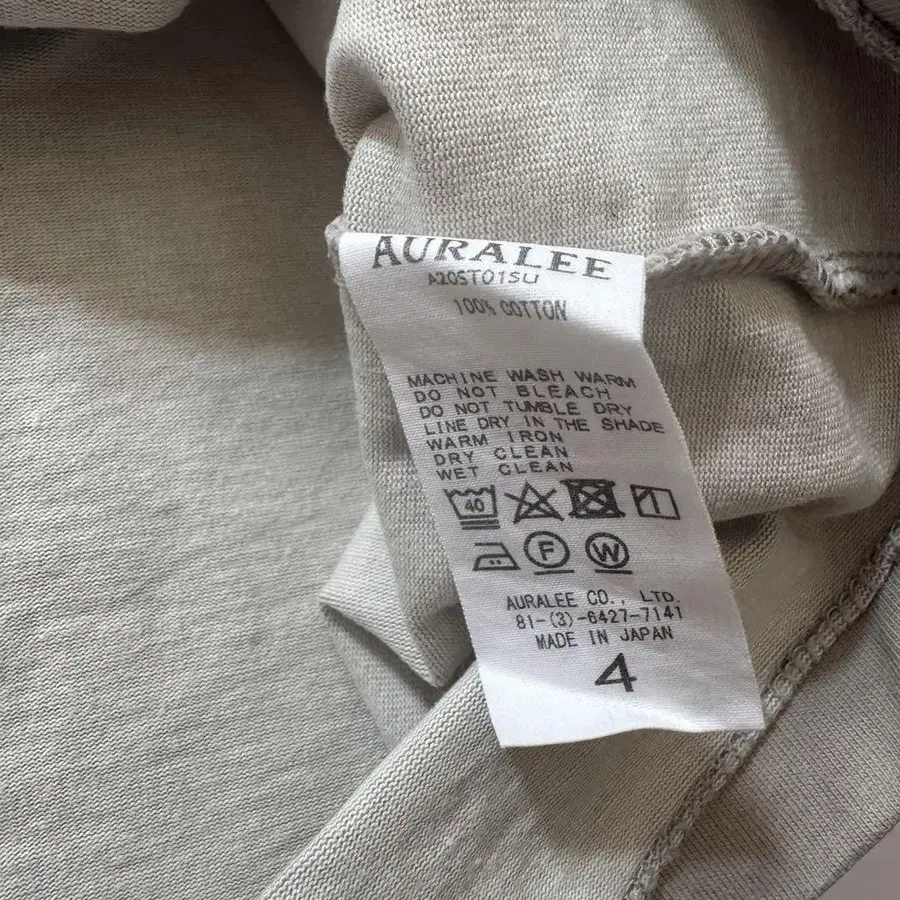 AURALEE
A20ST01SU
100% COTTON
MACHINE WASH WARM
DO NOT BLEACH
DO NOT TUMBLE DRY
LINE DRY IN THE SHADE
WARM IRON
DRY CLEAN
WET CLEAN
40
F W
AURALEE CO., LTD.
81-(3)-6427-7141
MADE IN JAPAN
4